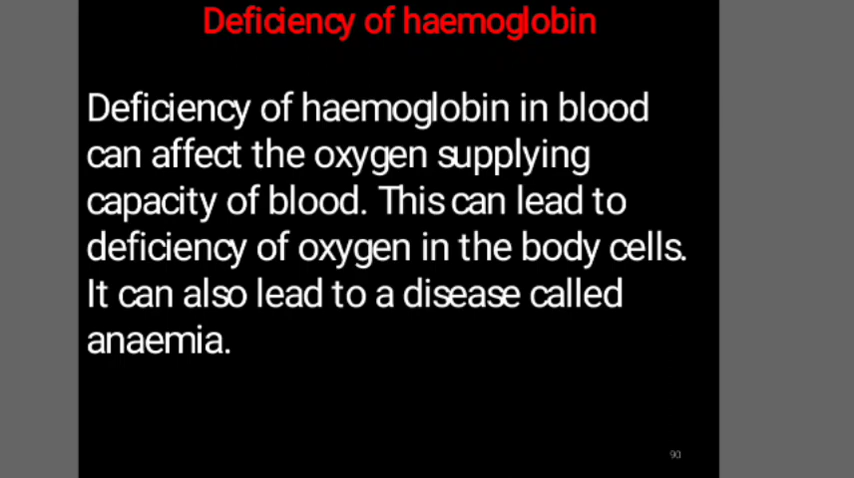 Deficiency of haemoglobin
Deficiency of haemoglobin in blood
can affect the oxygen supplying
capacity of blood. This can lead to
deficiency of oxygen in the body cells.
It can also lead to a disease called
anaemia.
90